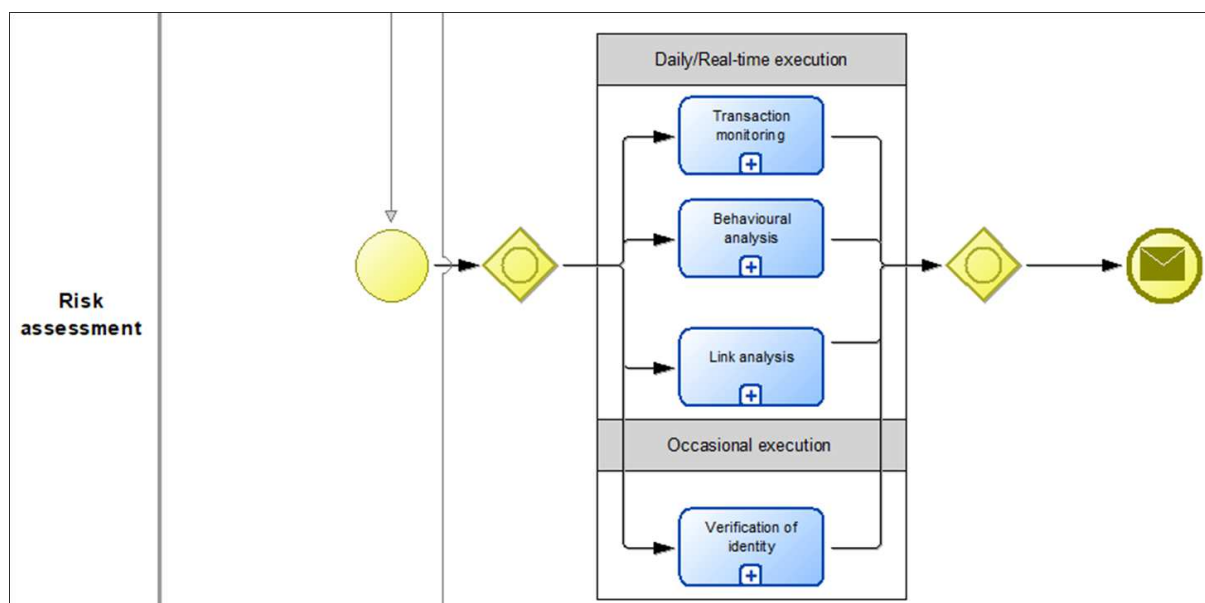 Daily/Real-time execution
Transaction
monitoring
Behavioural
analysis
Risk
assessment
Link analysis
Occasional execution
Verification of
identity